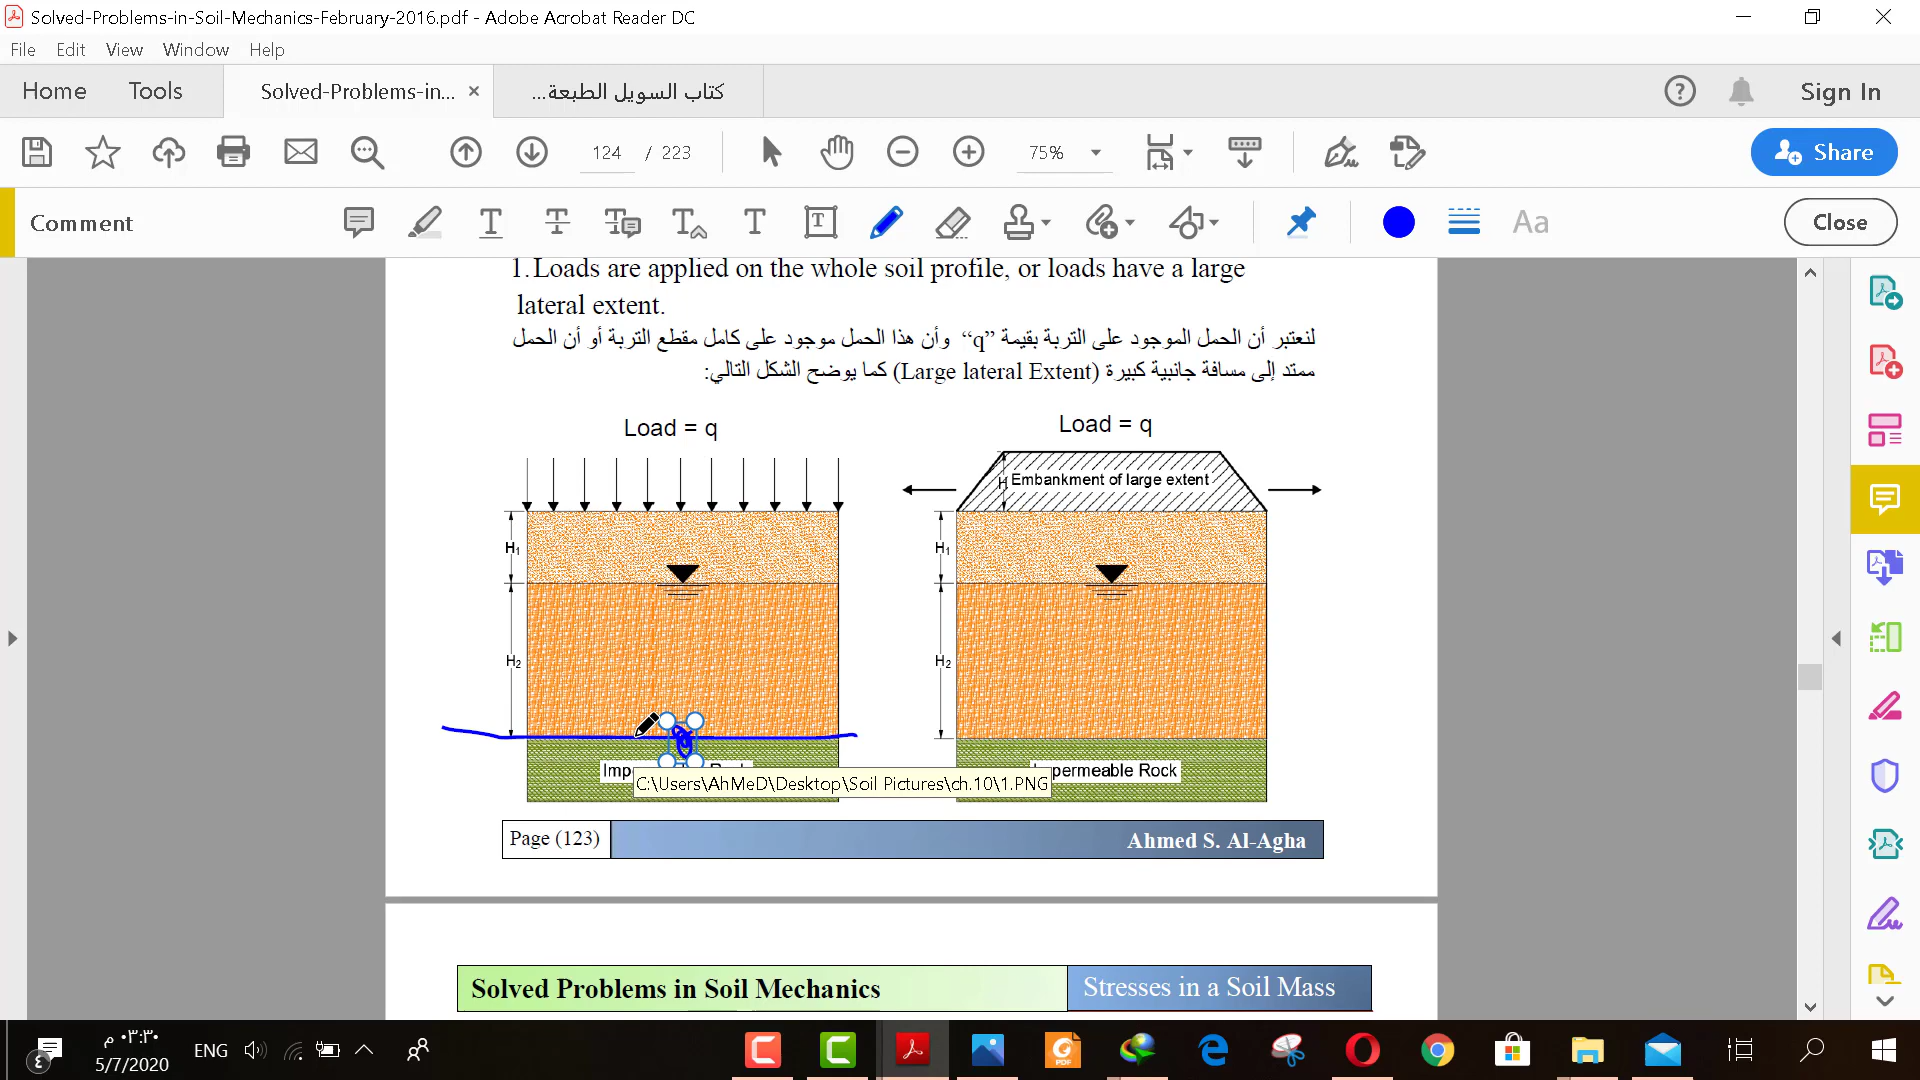 Solved-Problems-in-Soil-Mechanics-February-2016.pdf - Adobe Acrobat Reader DC
File Edit View Window Help
Home Tools Solved-Problems-in... × كتاب السويل الطبعة... Sign In
124 / 223 75% Share
Comment Aa Close
1.Loads are applied on the whole soil profile, or loads have a large
lateral extent.
لنعتبر أن الحمل الموجود على التربة بقيمة “q” وأن هذا الحمل موجود على كامل مقطع التربة أو أن الحمل
ممتد إلى مسافة جانبية كبيرة (Large lateral Extent) كما يوضح الشكل التالي:
Load = q Load = q
H Embankment of large extent
H₁ H₁
H₂ H₂
Impermeable Rock
C:\Users\AhMeD\Desktop\Soil Pictures\ch.10\1.PNG
Page (123) Ahmed S. Al-Agha
Solved Problems in Soil Mechanics Stresses in a Soil Mass
ENG ٠٣:٣٠ م
5/7/2020